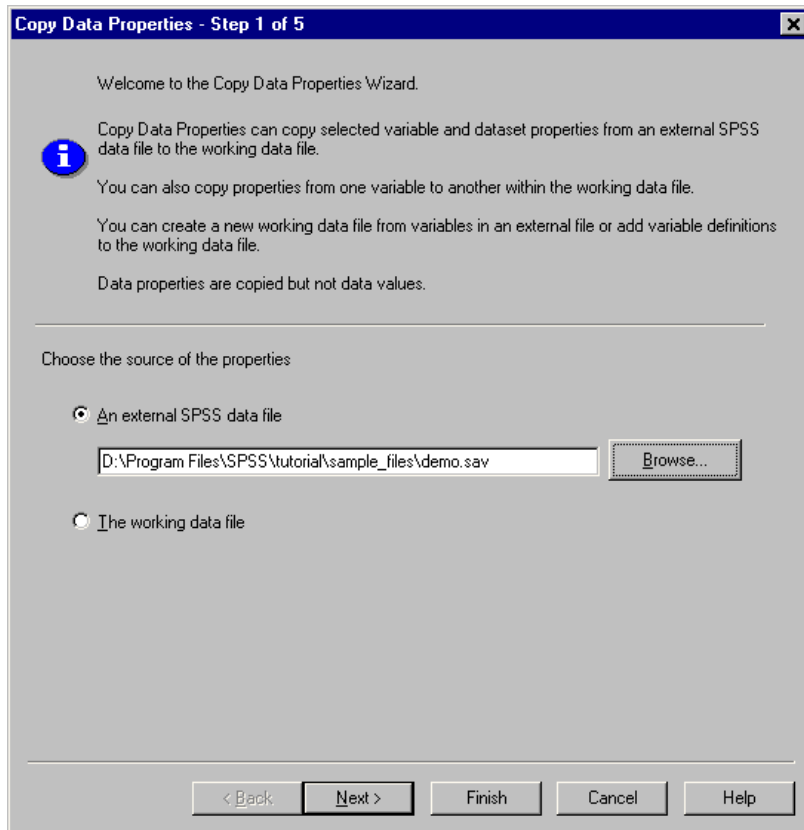 Copy Data Properties - Step 1 of 5
Welcome to the Copy Data Properties Wizard.
Copy Data Properties can copy selected variable and dataset properties from an external SPSS
data file to the working data file.
You can also copy properties from one variable to another within the working data file.
You can create a new working data file from variables in an external file or add variable definitions
to the working data file.
Data properties are copied but not data values.
Choose the source of the properties
An external SPSS data file
D:\Program Files\SPSS\tutorial\sample_files\demo.sav
Browse...
The working data file
< Back
Next >
Finish
Cancel
Help